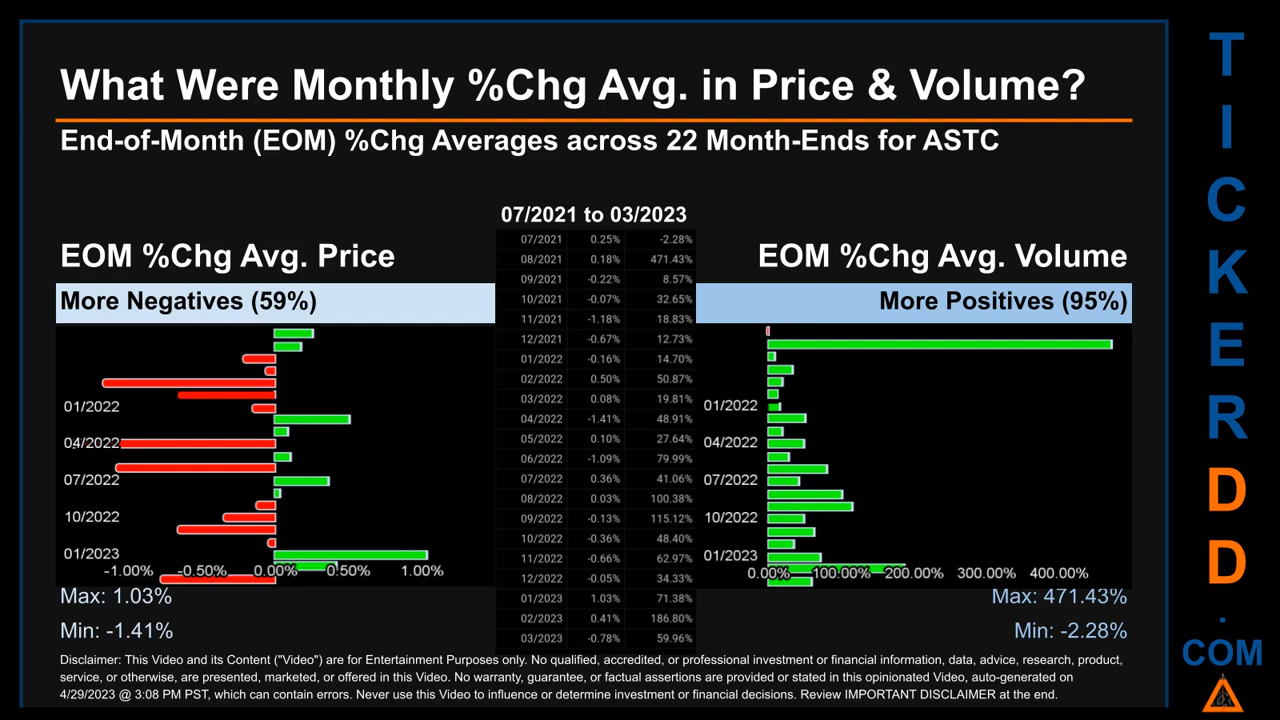 What Were Monthly %Chg Avg. in Price & Volume?
End-of-Month (EOM) %Chg Averages across 22 Month-Ends for ASTC
07/2021 to 03/2023
EOM %Chg Avg. Price
EOM %Chg Avg. Volume
More Negatives (59%)
More Positives (95%)
07/2021 0.25% -2.28%
08/2021 0.18% 471.43%
09/2021 -0.22% 8.57%
10/2021 -0.07% 32.65%
11/2021 -1.18% 18.83%
12/2021 -0.67% 12.73%
01/2022 -0.16% 14.70%
02/2022 0.50% 50.87%
03/2022 0.08% 19.81%
04/2022 -1.41% 48.91%
05/2022 0.10% 27.64%
06/2022 -1.09% 79.99%
07/2022 0.36% 41.06%
08/2022 0.03% 100.38%
09/2022 -0.13% 115.12%
10/2022 -0.36% 48.40%
11/2022 -0.66% 62.97%
12/2022 -0.05% 34.33%
01/2023 1.03% 71.38%
02/2023 0.41% 186.80%
03/2023 -0.78% 59.96%
01/2022
04/2022
07/2022
10/2022
01/2023
-1.00% -0.50% 0.00% 0.50% 1.00%
01/2022
04/2022
07/2022
10/2022
01/2023
0.00% 100.00% 200.00% 300.00% 400.00%
Max: 1.03%
Min: -1.41%
Max: 471.43%
Min: -2.28%
Disclaimer: This Video and its Content ("Video") are for Entertainment Purposes only. No qualified, accredited, or professional investment or financial information, data, advice, research, product,
service, or otherwise, are presented, marketed, or offered in this Video. No warranty, guarantee, or factual assertions are provided or stated in this opinionated Video, auto-generated on
4/29/2023 @ 3:08 PM PST, which can contain errors. Never use this Video to influence or determine investment or financial decisions. Review IMPORTANT DISCLAIMER at the end.
T
I
C
K
E
R
D
D
.
COM